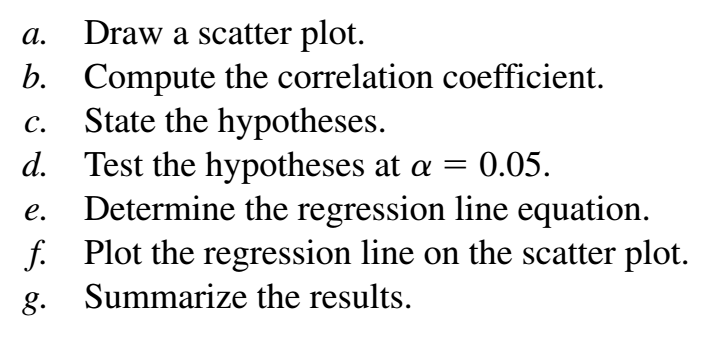 a. Draw a scatter plot.
b. Compute the correlation coefficient.
c. State the hypotheses.
d. Test the hypotheses at α = 0.05.
e. Determine the regression line equation.
f. Plot the regression line on the scatter plot.
g. Summarize the results.